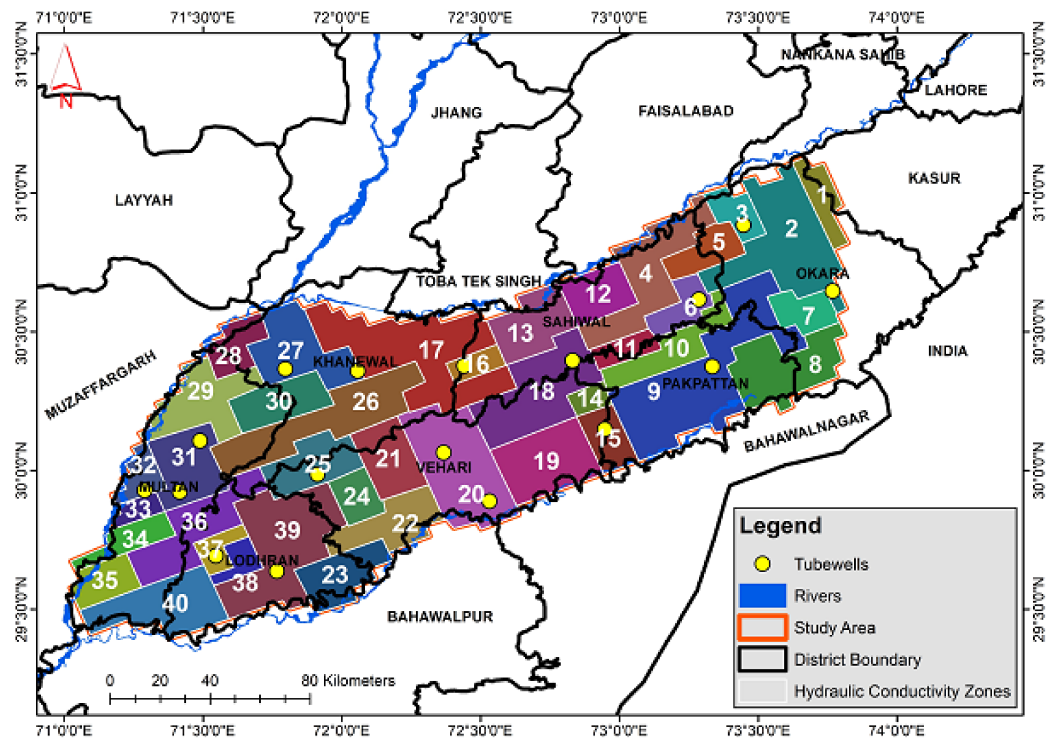 71°0'0"E 71°30'0"E 72°0'0"E 72°30'0"E 73°0'0"E 73°30'0"E 74°0'0"E
31°30'0"N 31°30'0"N
N
NANKANA SAHIB
LAHORE
JHANG
FAISALABAD
KASUR
LAYYAH
31°0'0"N 31°0'0"N
1
3
2
5
4
OKARA
TOBA TEK SINGH
12
6
7
13
SAHIWAL
30°30'0"N 30°30'0"N
28
27
KHANEWAL
17
11
10
INDIA
MUZAFFARGARH
16
8
29
18
PAKPATTAN
9
30
26
14
15
BAHAWALNAGAR
31
32
25
21
VEHARI
19
30°0'0"N 30°0'0"N
MULTAN
33
24
20
36
34
39
22
37
LODHRAN
35
38
23
40
29°30'0"N 29°30'0"N
BAHAWALPUR
0 20 40 80 Kilometers
Legend
Tubewells
Rivers
Study Area
District Boundary
Hydraulic Conductivity Zones
71°0'0"E 71°30'0"E 72°0'0"E 72°30'0"E 73°0'0"E 73°30'0"E 74°0'0"E